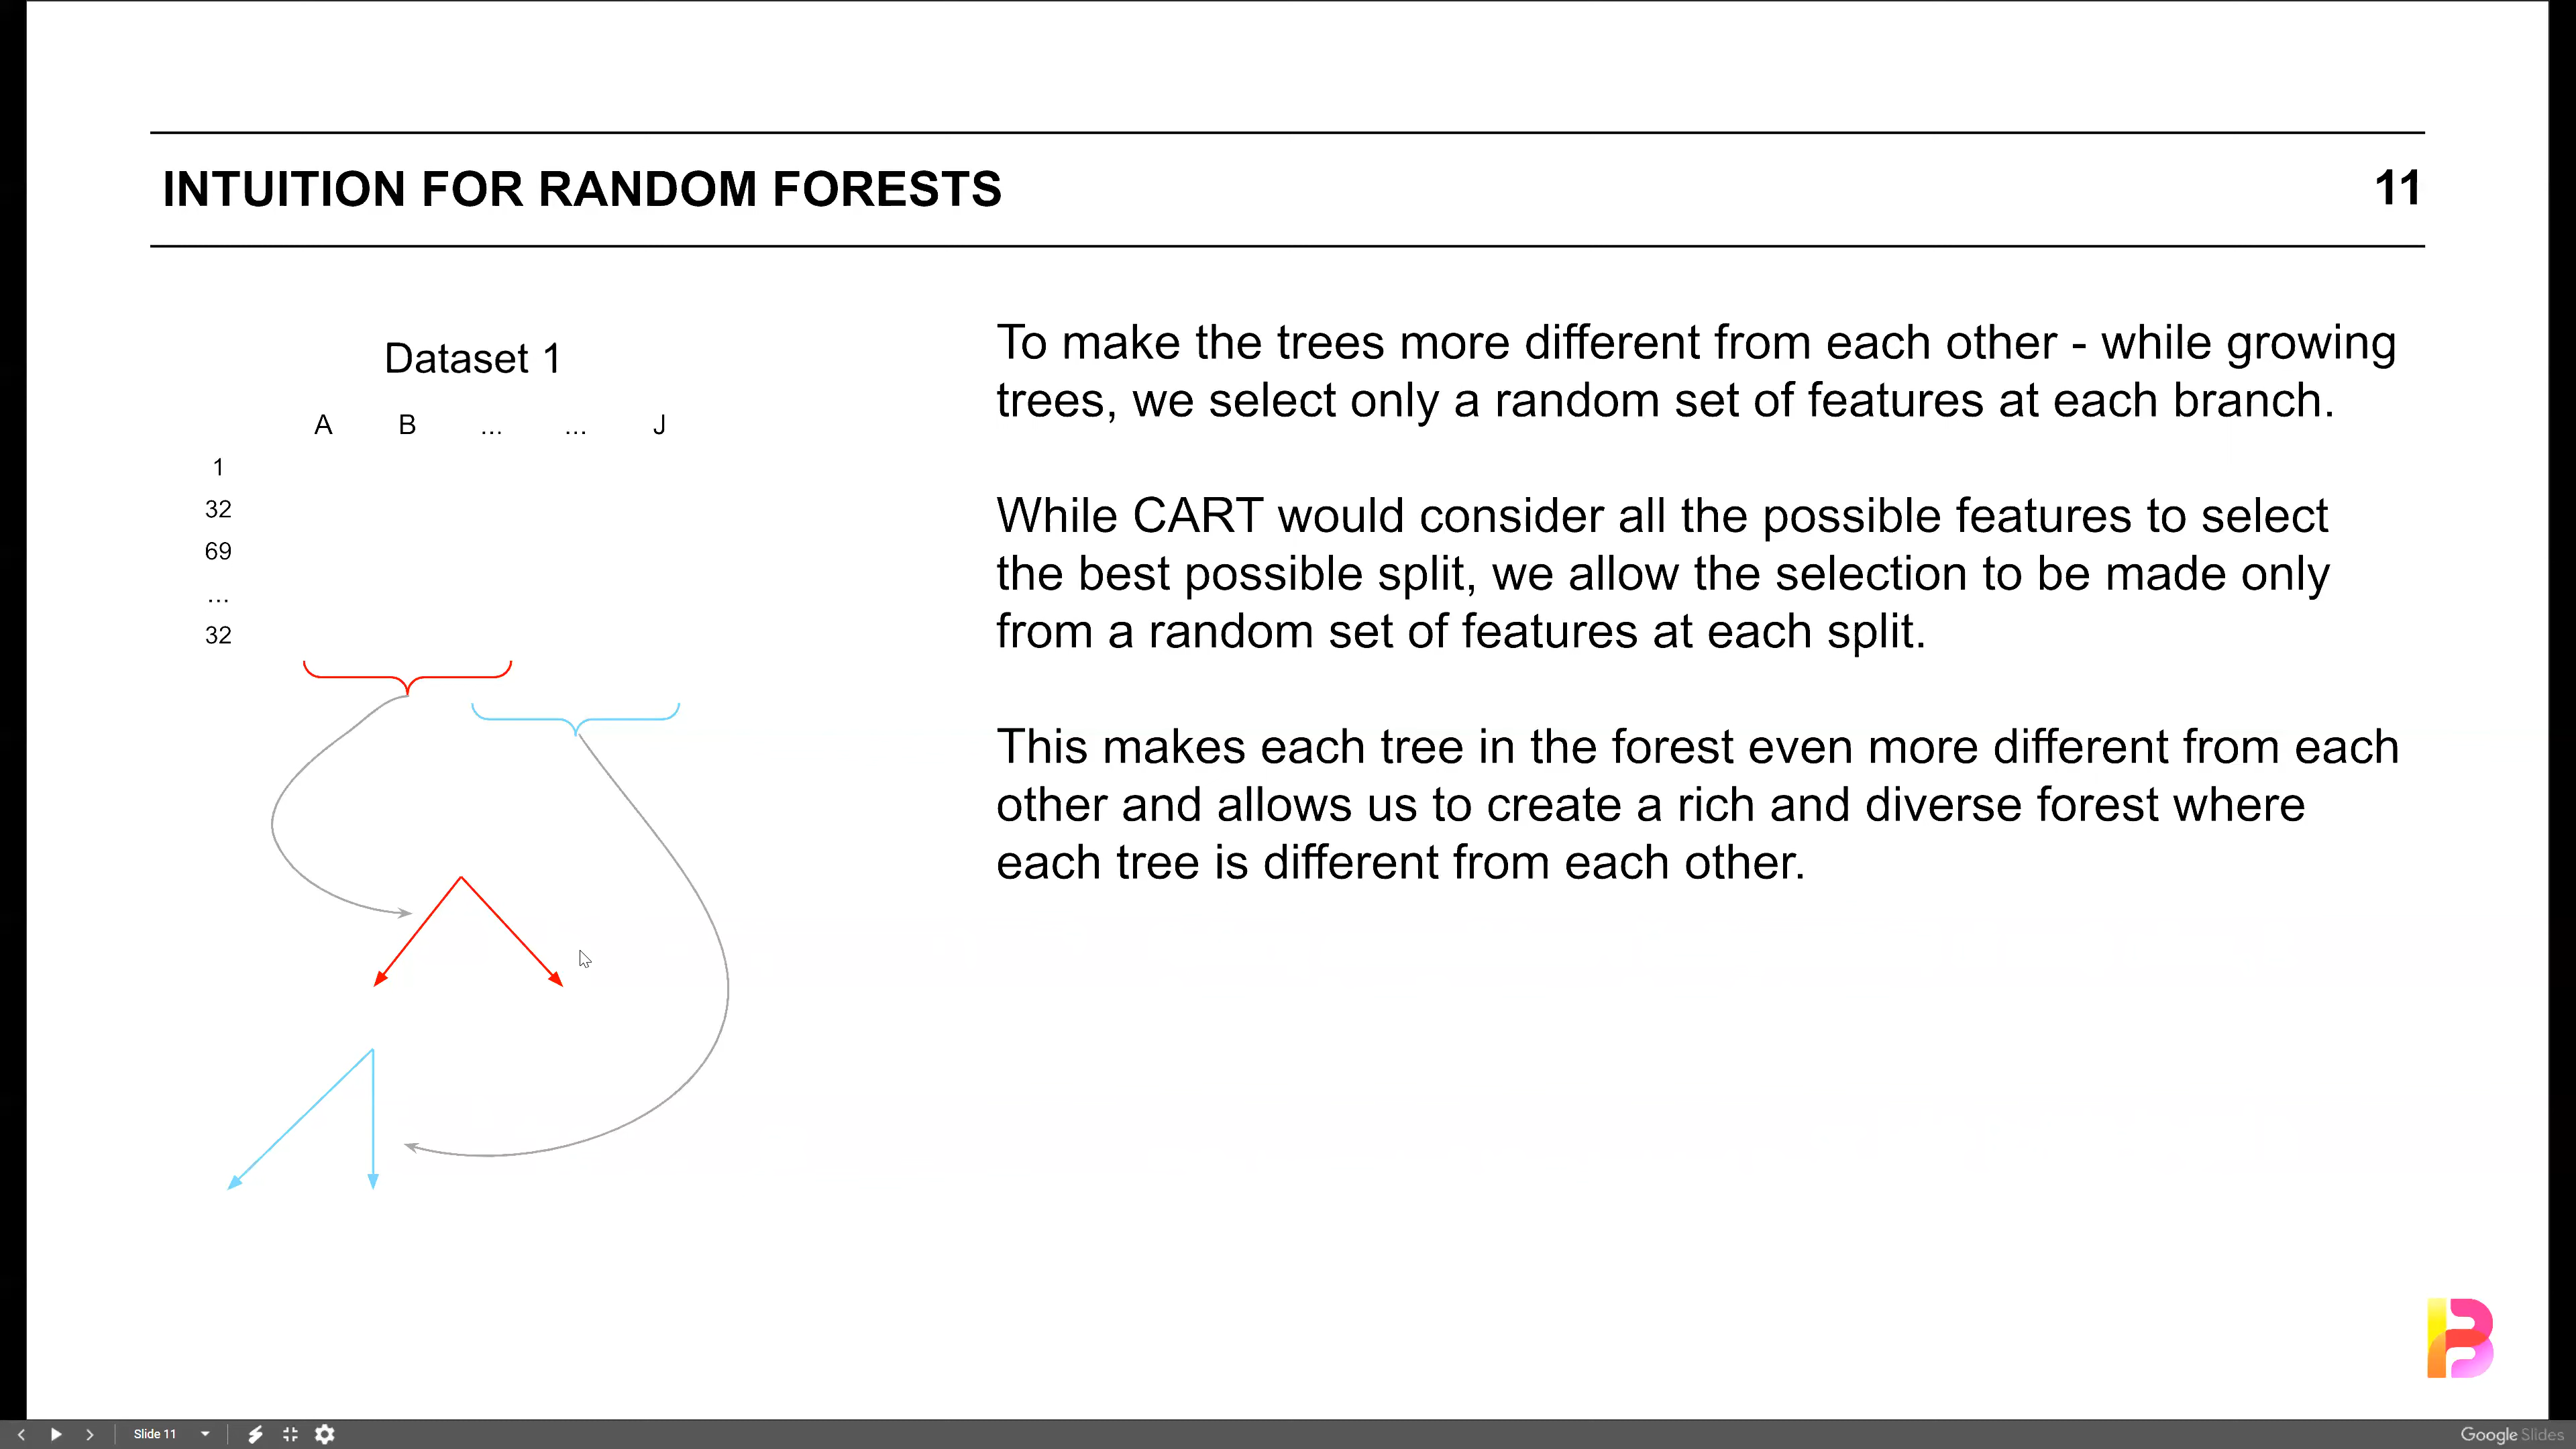 INTUITION FOR RANDOM FORESTS
11
Dataset 1
A B ... ... J
1
32
69
...
32
To make the trees more different from each other - while growing
trees, we select only a random set of features at each branch.
While CART would consider all the possible features to select
the best possible split, we allow the selection to be made only
from a random set of features at each split.
This makes each tree in the forest even more different from each
other and allows us to create a rich and diverse forest where
each tree is different from each other.
Slide 11
Google Slides